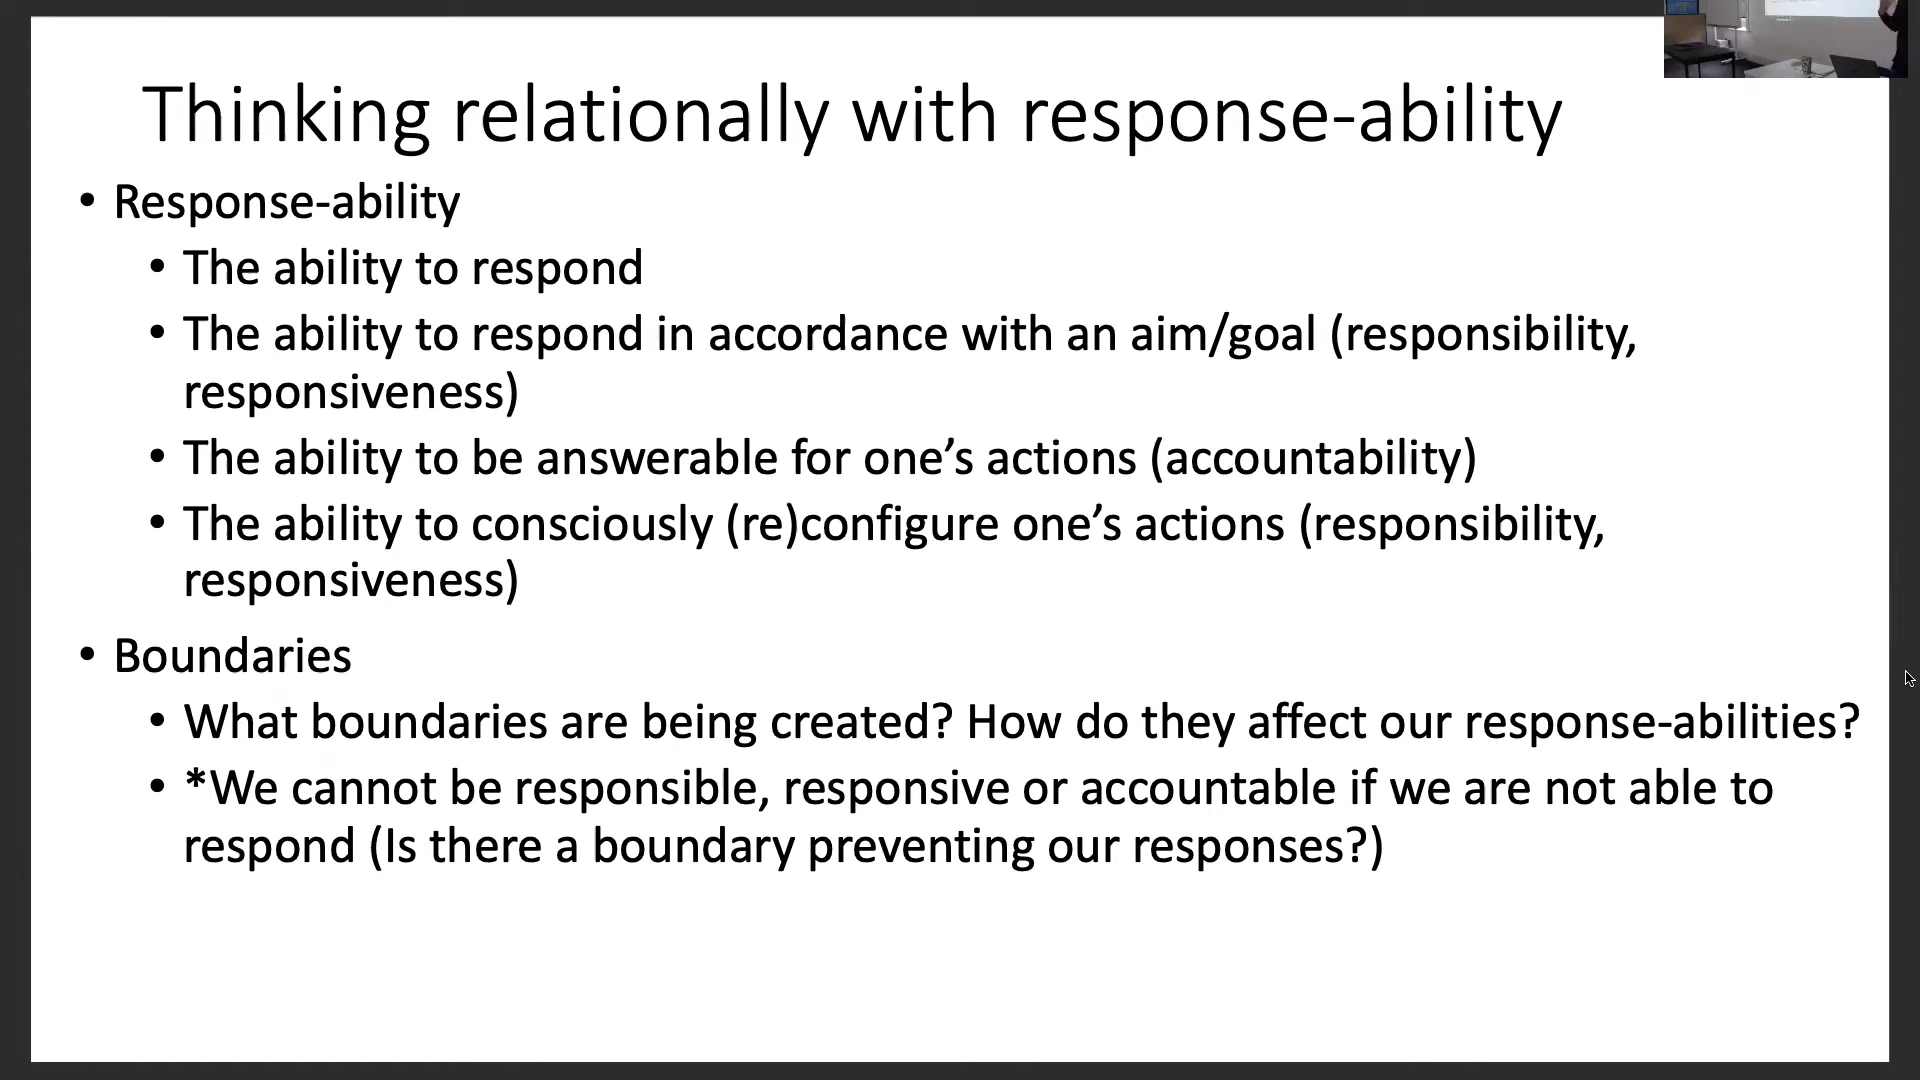 Thinking relationally with response-ability
• Response-ability
• The ability to respond
• The ability to respond in accordance with an aim/goal (responsibility,
responsiveness)
• The ability to be answerable for one’s actions (accountability)
• The ability to consciously (re)configure one’s actions (responsibility,
responsiveness)
• Boundaries
• What boundaries are being created? How do they affect our response-abilities?
• *We cannot be responsible, responsive or accountable if we are not able to
respond (Is there a boundary preventing our responses?)